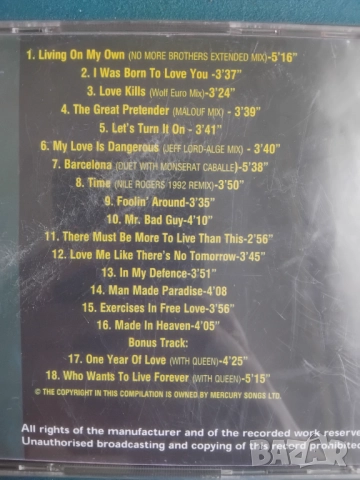 1. Living On My Own (NO MORE BROTHERS EXTENDED MIX)-5'16"
2. I Was Born To Love You -3'37"
3. Love Kills (Wolf Euro Mix)-3'24"
4. The Great Pretender (MALOUF MIX)- 3'39"
5. Let's Turn It On - 3'41"
6. My Love Is Dangerous (JEFF LORD-ALGE MIX) - 3'40"
7. Barcelona (DUET WITH MONSERAT CABALLE)-5'38"
8. Time (NILE ROGERS 1992 REMIX)-3'50"
9. Foolin' Around-3'35"
10. Mr. Bad Guy-4'10"
11. There Must Be More To Live Than This-2'56"
12. Love Me Like There's No Tomorrow-3'45"
13. In My Defence-3'51"
14. Man Made Paradise-4'08
15. Exercises In Free Love-3'56"
16. Made In Heaven-4'05"
Bonus Track:
17. One Year Of Love (WITH QUEEN)-4'25"
18. Who Wants To Live Forever (WITH QUEEN)-5'15"
© THE COPYRIGHT IN THIS COMPILATION IS OWNED BY MERCURY SONGS LTD.
All rights of the manufacturer and of the recorded work reserve
Unauthorised broadcasting and copying of this record prohibited
BAZAR